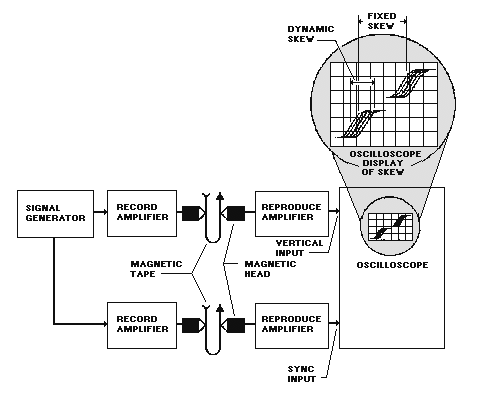 FIXED
SKEW
DYNAMIC
SKEW
OSCILLOSCOPE
DISPLAY
OF SKEW
SIGNAL
GENERATOR
RECORD
AMPLIFIER
REPRODUCE
AMPLIFIER
VERTICAL
INPUT
MAGNETIC
TAPE
MAGNETIC
HEAD
OSCILLOSCOPE
RECORD
AMPLIFIER
REPRODUCE
AMPLIFIER
SYNC
INPUT